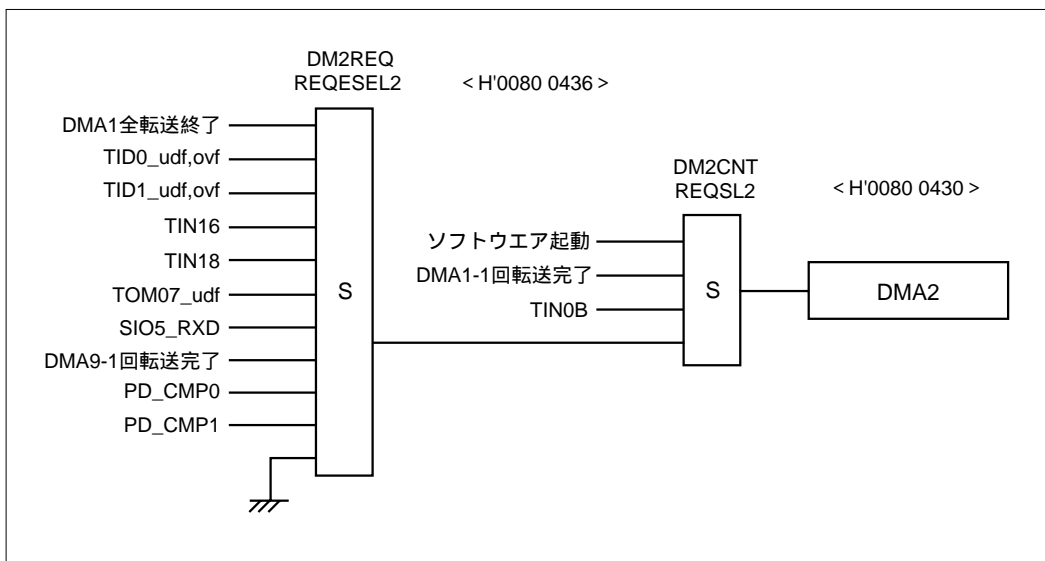 DM2REQ
REQESEL2
< H'0080 0436 >
DMA1全転送終了
TID0_udf,ovf
TID1_udf,ovf
TIN16
TIN18
TOM07_udf
SIO5_RXD
DMA9-1回転送完了
PD_CMP0
PD_CMP1
S
DM2CNT
REQSL2
< H'0080 0430 >
ソフトウエア起動
DMA1-1回転送完了
TIN0B
S
DMA2